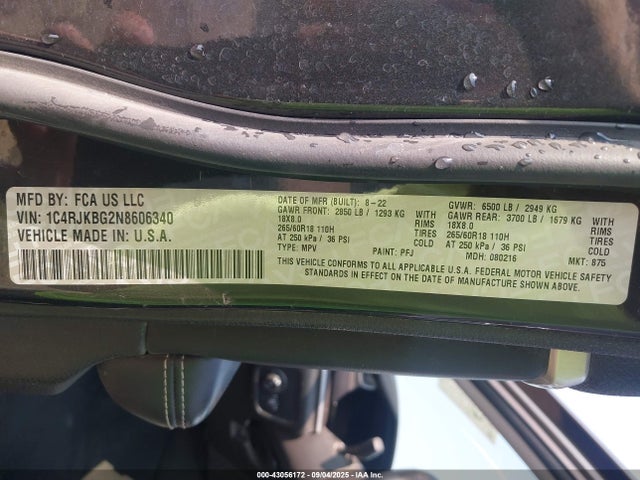 MFD BY: FCA US LLC
VIN: 1C4RJKBG2N8606340
VEHICLE MADE IN: U.S.A.
DATE OF MFR (BUILT): 8-22
GAWR FRONT: 2850 LB / 1293 KG WITH
18X8.0 RIMS
265/60R18 110H TIRES
AT 250 kPa / 36 PSI COLD
TYPE: MPV PAINT: PFJ
GVWR: 6500 LB / 2949 KG
GAWR REAR: 3700 LB / 1679 KG WITH
18X8.0 RIMS
265/60R18 110H TIRES
AT 250 kPa / 36 PSI COLD
MDH: 080216 MKT: 875
THIS VEHICLE CONFORMS TO ALL APPLICABLE U.S.A. FEDERAL MOTOR VEHICLE SAFETY
STANDARDS IN EFFECT ON THE DATE OF MANUFACTURE SHOWN ABOVE.
@ www.iaai.com 00-43056172 09/04/2025 IAA Inc.